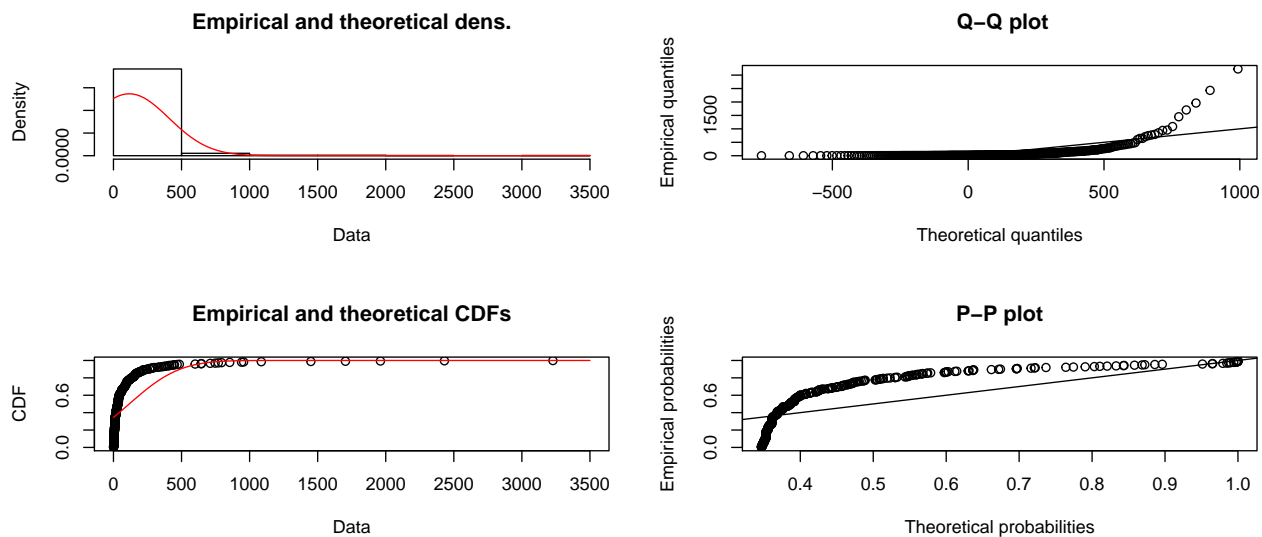 Empirical and theoretical dens.
Density
0.0000
0 500 1000 1500 2000 2500 3000 3500
Data
Q−Q plot
Empirical quantiles
0 1500
−500 0 500 1000
Theoretical quantiles
Empirical and theoretical CDFs
CDF
0.0 0.6
0 500 1000 1500 2000 2500 3000 3500
Data
P−P plot
Empirical probabilities
0.0 0.6
0.4 0.5 0.6 0.7 0.8 0.9 1.0
Theoretical probabilities